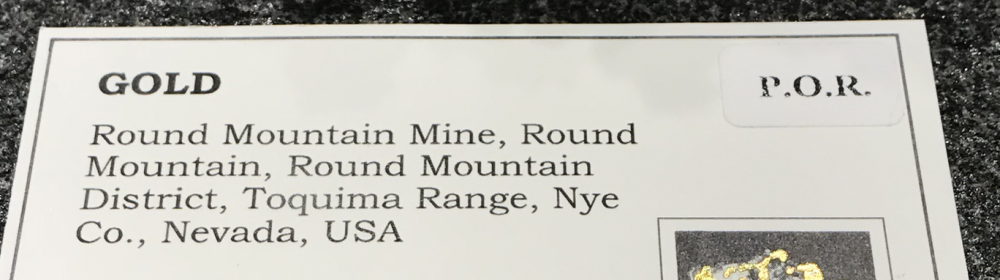 GOLD
P.O.R.
Round Mountain Mine, Round
Mountain, Round Mountain
District, Toquima Range, Nye
Co., Nevada, USA